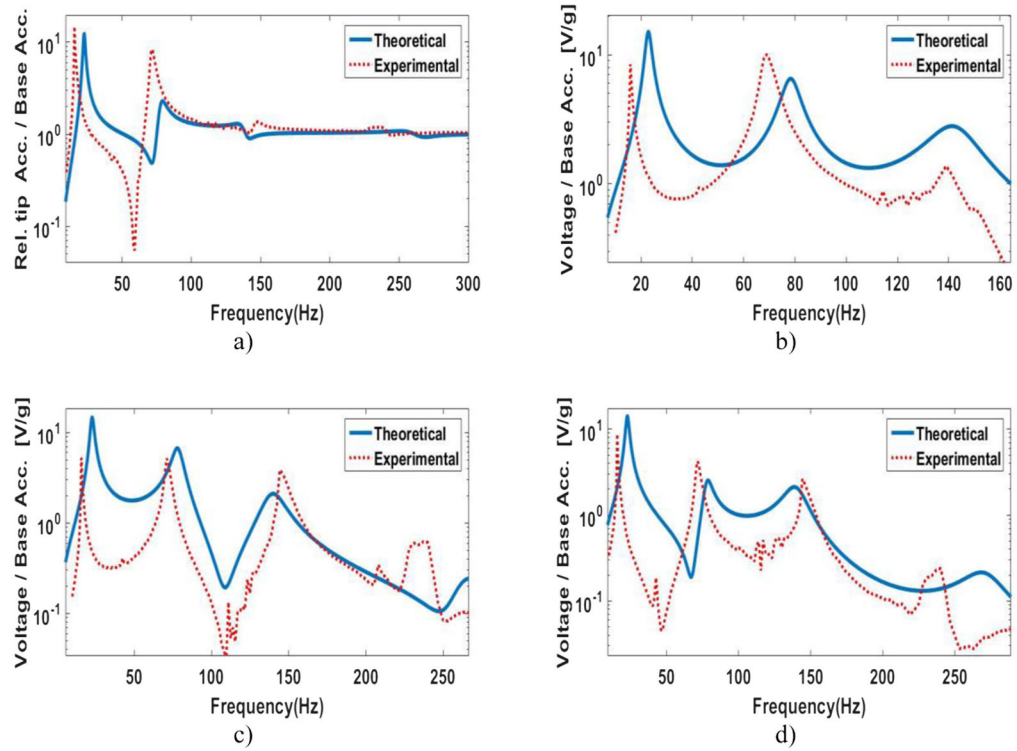 Rel. tip Acc. / Base Acc.
10^1
10^0
10^-1
Theoretical
Experimental
50
100
150
200
250
300
Frequency(Hz)
a)
Voltage / Base Acc. [V/g]
10^1
10^0
Theoretical
Experimental
20
40
60
80
100
120
140
160
Frequency(Hz)
b)
Voltage / Base Acc. [V/g]
10^1
10^0
10^-1
Theoretical
Experimental
50
100
150
200
250
Frequency(Hz)
c)
Voltage / Base Acc. [V/g]
10^1
10^0
10^-1
Theoretical
Experimental
50
100
150
200
250
Frequency(Hz)
d)